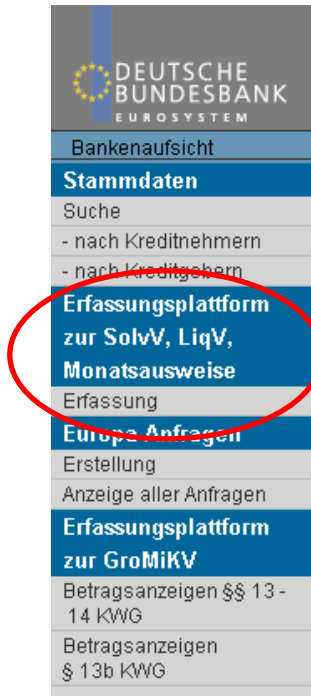 DEUTSCHE
BUNDESBANK
EUROSYSTEM
Bankenaufsicht
Stammdaten
Suche
- nach Kreditnehmern
- nach Kreditgebern
Erfassungsplattform
zur SolvV, LiqV,
Monatsausweise
Erfassung
Europa Anfragen
Erstellung
Anzeige aller Anfragen
Erfassungsplattform
zur GroMiKV
Betragsanzeigen §§ 13 -
14 KWG
Betragsanzeigen
§ 13b KWG